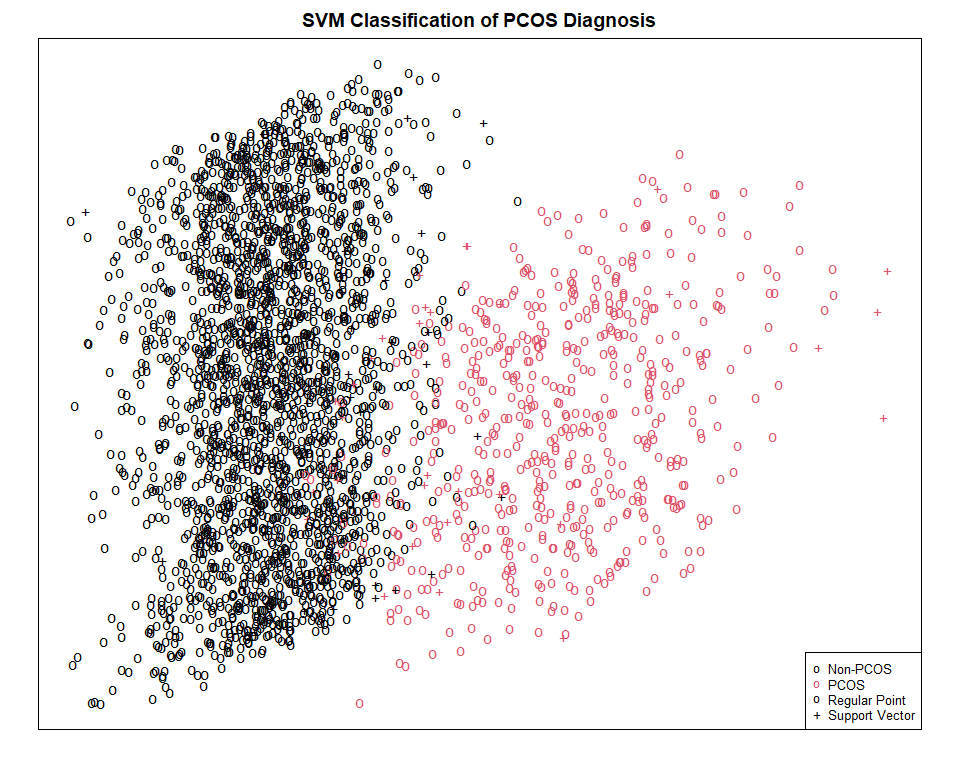 SVM Classification of PCOS Diagnosis
o Non-PCOS
o PCOS
o Regular Point
+ Support Vector